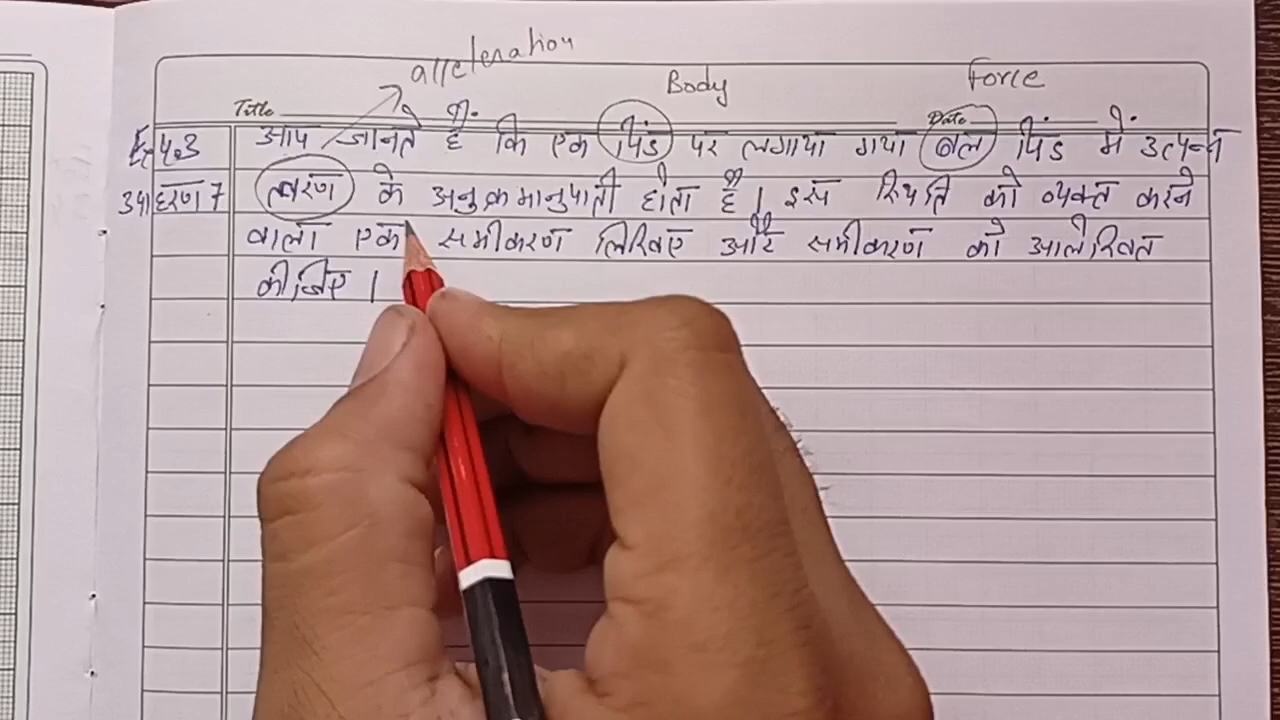 alleleration
Body
Force
Title
Date
Ex 4.3
आप जानते हैं कि एक पिंड पर लगाया गया बल पिंड में उत्पन्न
उदाहरण 7
त्वरण के अनुक्रमानुपाती होता है। इस स्थिति को व्यक्त करने
वाला एक समीकरण लिखिए और समीकरण को आलेखित
कीजिए।